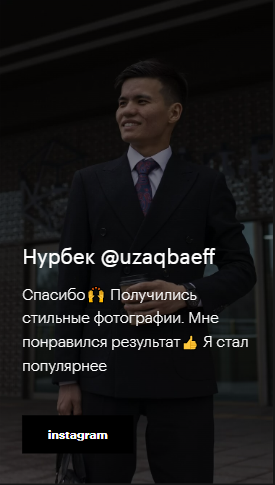 Нурбек @uzaqbaeff
Спасибо🙌 Получились
стильные фотографии. Мне
понравился результат👍 Я стал
популярнее
instagram